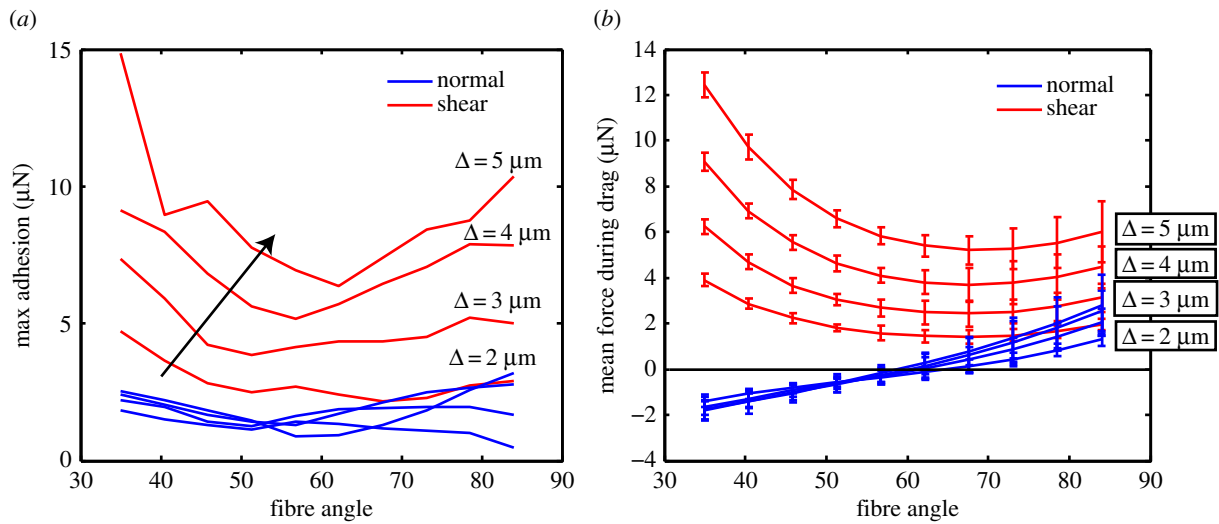 (a)
15
10
5
0
30
40
50
60
70
80
90
max adhesion (μN)
fibre angle
normal
shear
Δ = 5 μm
Δ = 4 μm
Δ = 3 μm
Δ = 2 μm
(b)
14
12
10
8
6
4
2
0
−2
−4
30
40
50
60
70
80
90
mean force during drag (μN)
fibre angle
normal
shear
Δ = 5 μm
Δ = 4 μm
Δ = 3 μm
Δ = 2 μm